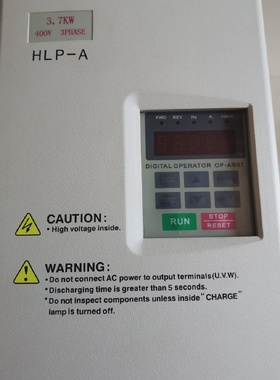 3.7KW
400V 3PHASE
HLP-A
FWD REV Hz A
DIGITAL OPERATOR OP-AB01
RUN
STOP
RESET
CAUTION:
• High voltage inside.
WARNING:
• Do not connect AC power to output terminals(U.V.W).
• Discharging time is greater than 5 seconds.
• Do not inspect components unless inside"CHARGE"
lamp is turned off.